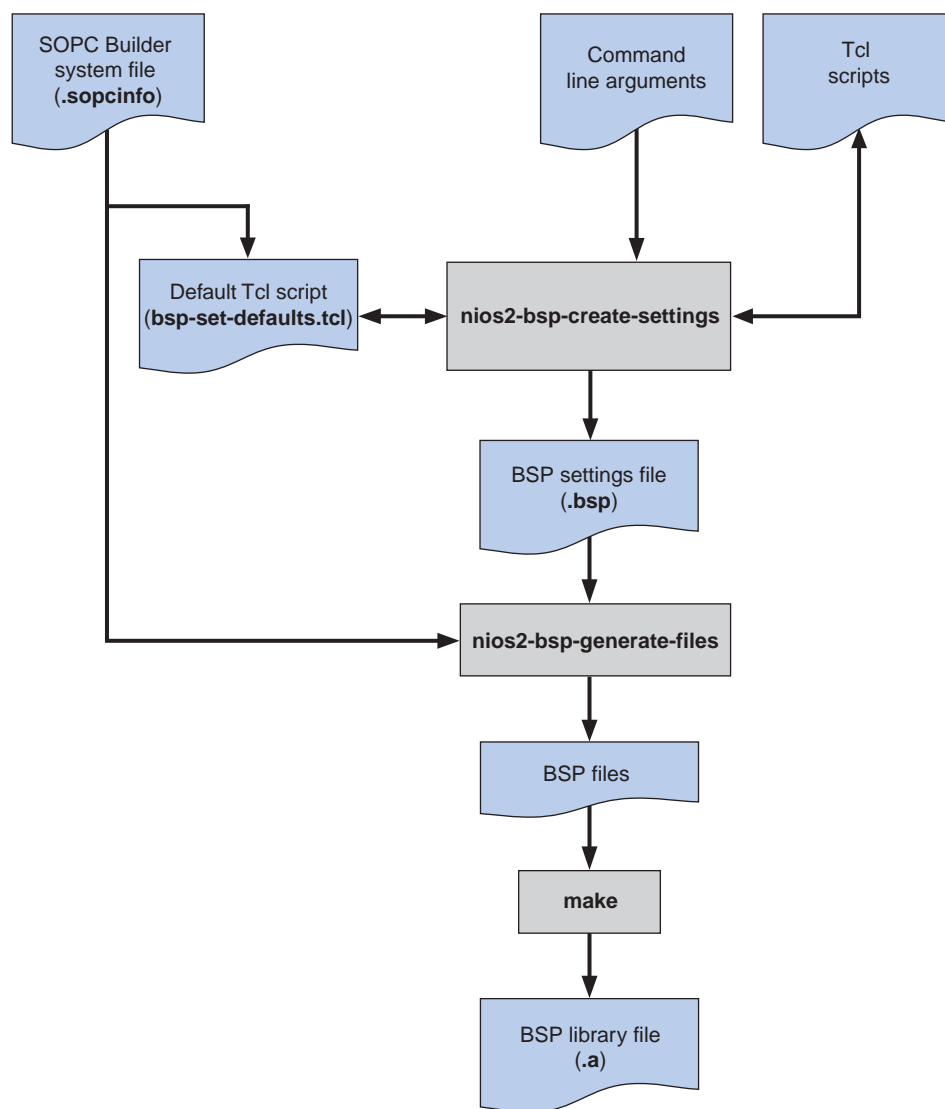 SOPC Builder
system file
(.sopcinfo)
Command
line arguments
Tcl
scripts
Default Tcl script
(bsp-set-defaults.tcl)
nios2-bsp-create-settings
BSP settings file
(.bsp)
nios2-bsp-generate-files
BSP files
make
BSP library file
(.a)